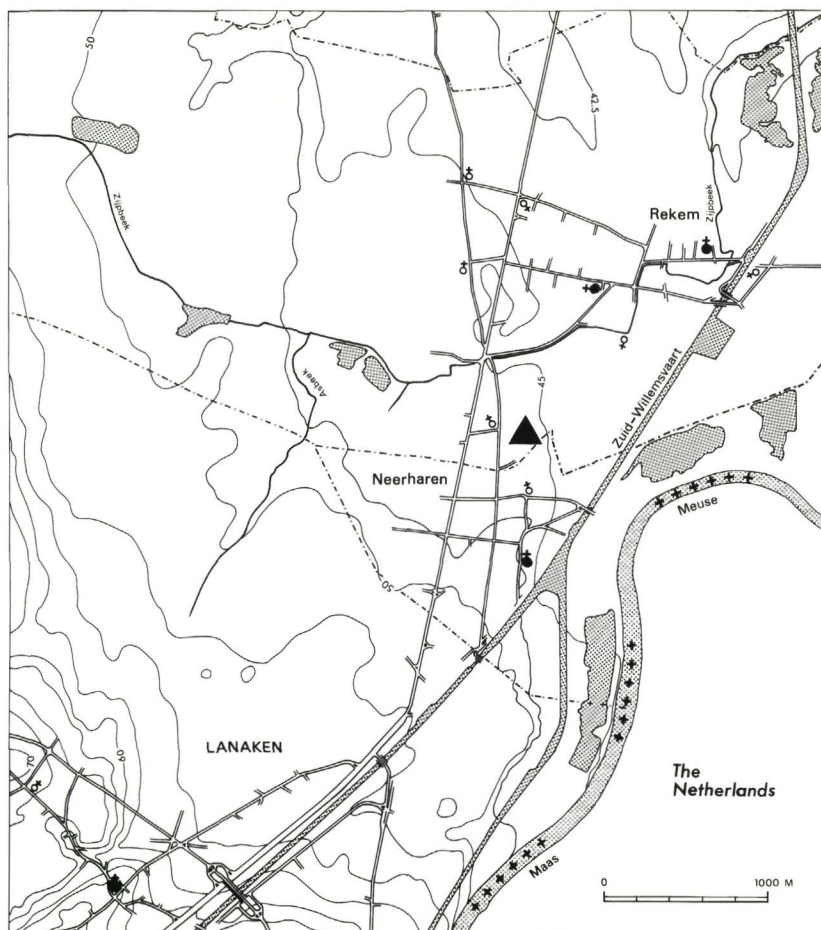 50
42.5
Zijpbeek
Zijpbeek
Rekem
Asbeek
45
Zuid-Willemsvaart
Neerharen
Meuse
50
LANAKEN
70
60
The
Netherlands
Maas
0 1000 M